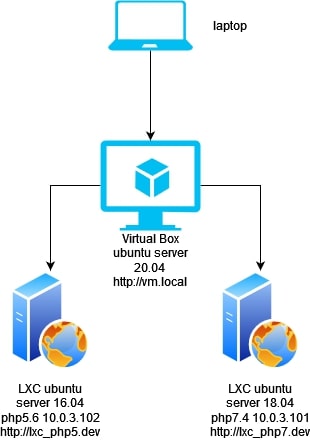 laptop
Virtual Box
ubuntu server
20.04
http://vm.local
LXC ubuntu
server 16.04
php5.6 10.0.3.102
http://lxc_php5.dev
LXC ubuntu
server 18.04
php7.4 10.0.3.101
http://lxc_php7.dev